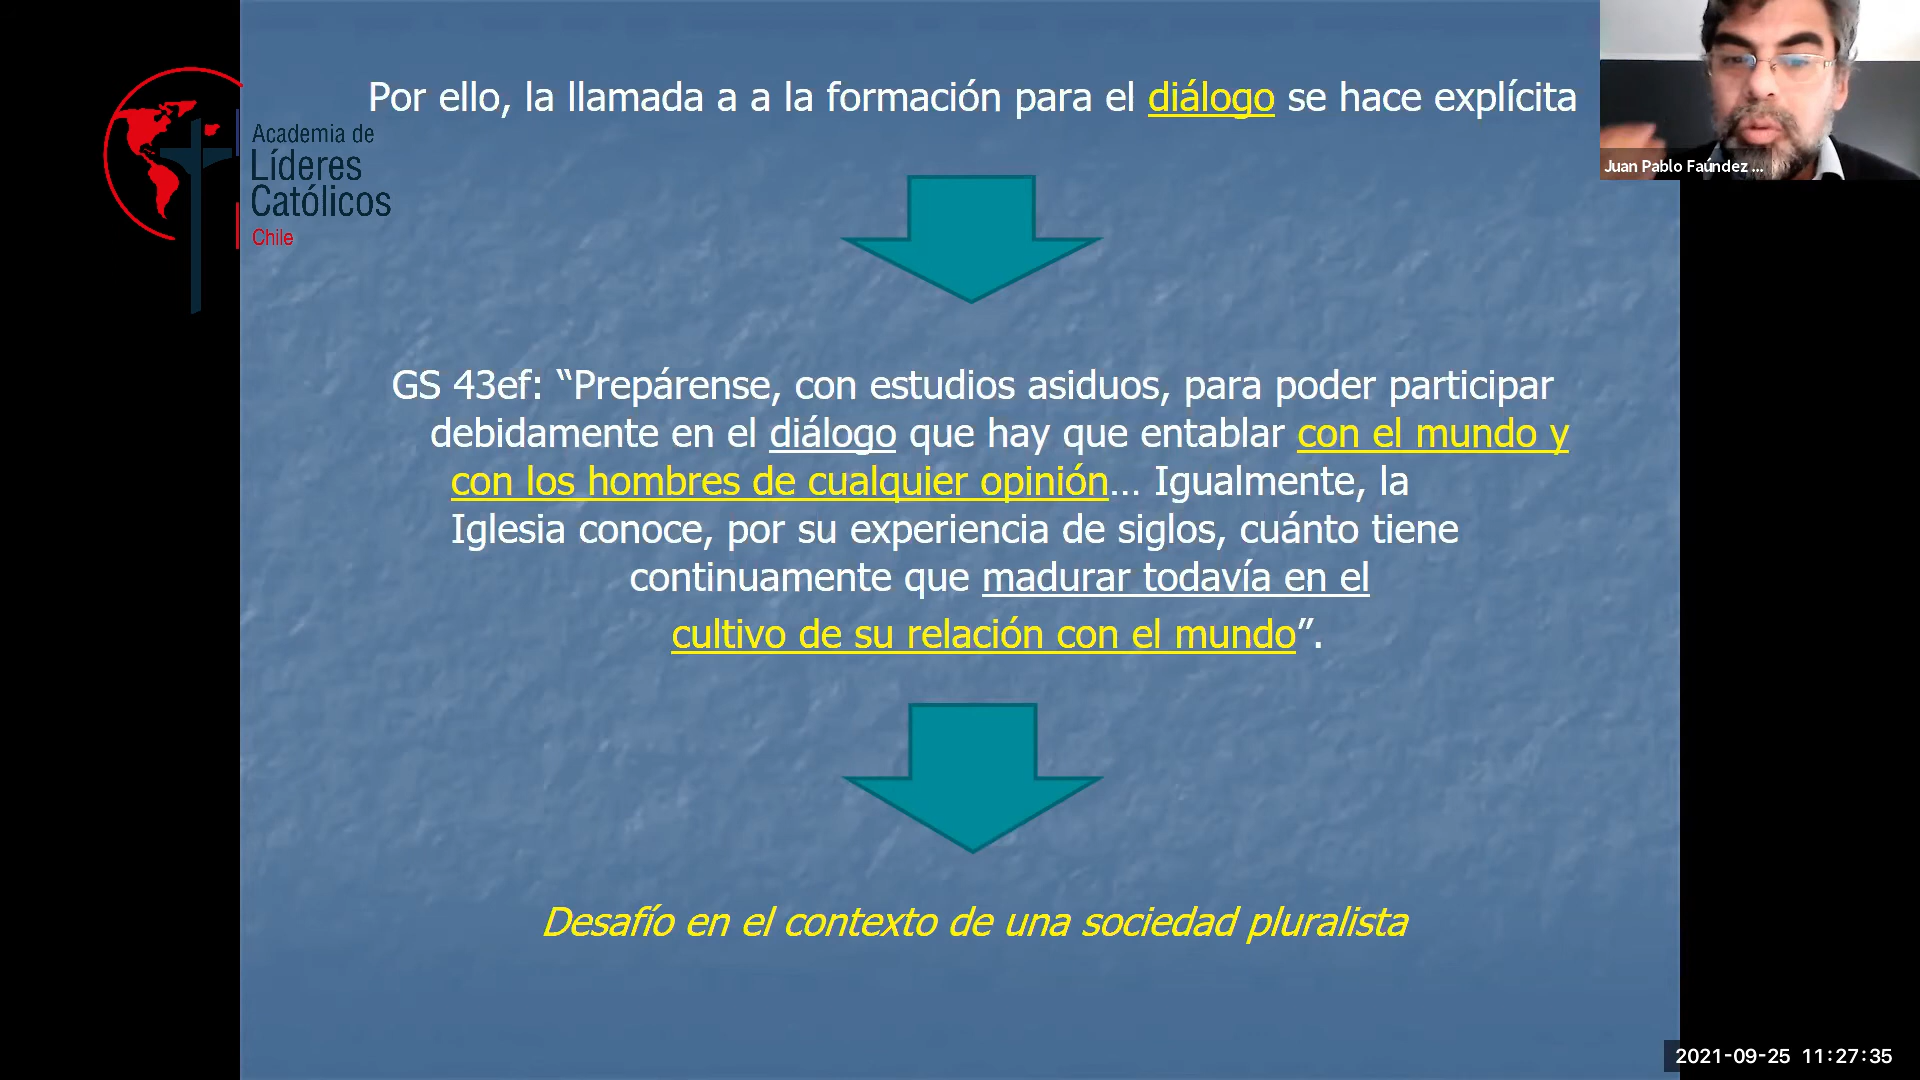 Por ello, la llamada a a la formación para el diálogo se hace explícita
Academia de
Líderes
Católicos
Chile
Juan Pablo Faúndez ...
GS 43ef: “Prepárense, con estudios asiduos, para poder participar
debidamente en el diálogo que hay que entablar con el mundo y
con los hombres de cualquier opinión… Igualmente, la
Iglesia conoce, por su experiencia de siglos, cuánto tiene
continuamente que madurar todavía en el
cultivo de su relación con el mundo”.
Desafío en el contexto de una sociedad pluralista
2021-09-25 11:27:35